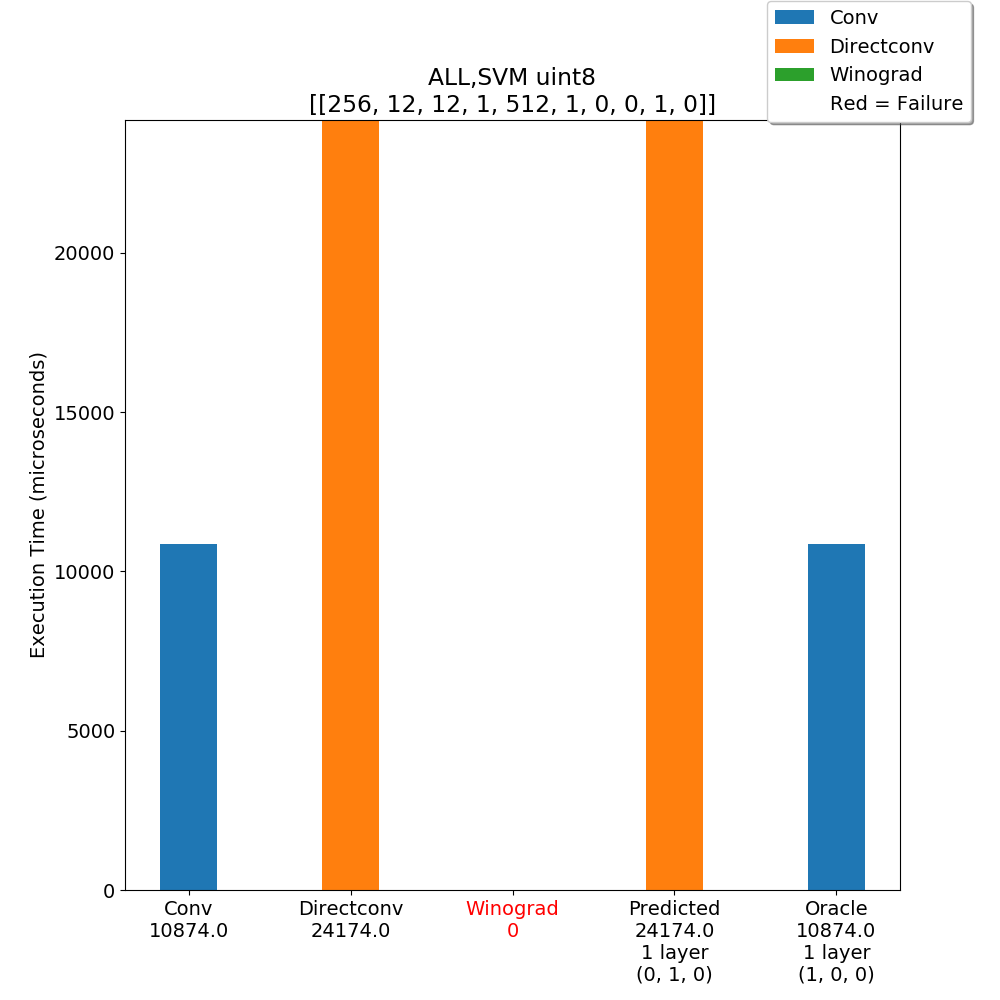 Conv
Directconv
Winograd
Red = Failure
ALL,SVM uint8
[[256, 12, 12, 1, 512, 1, 0, 0, 1, 0]]
Execution Time (microseconds)
20000
15000
10000
5000
0
Conv
10874.0
Directconv
24174.0
Winograd
0
Predicted
24174.0
1 layer
(0, 1, 0)
Oracle
10874.0
1 layer
(1, 0, 0)